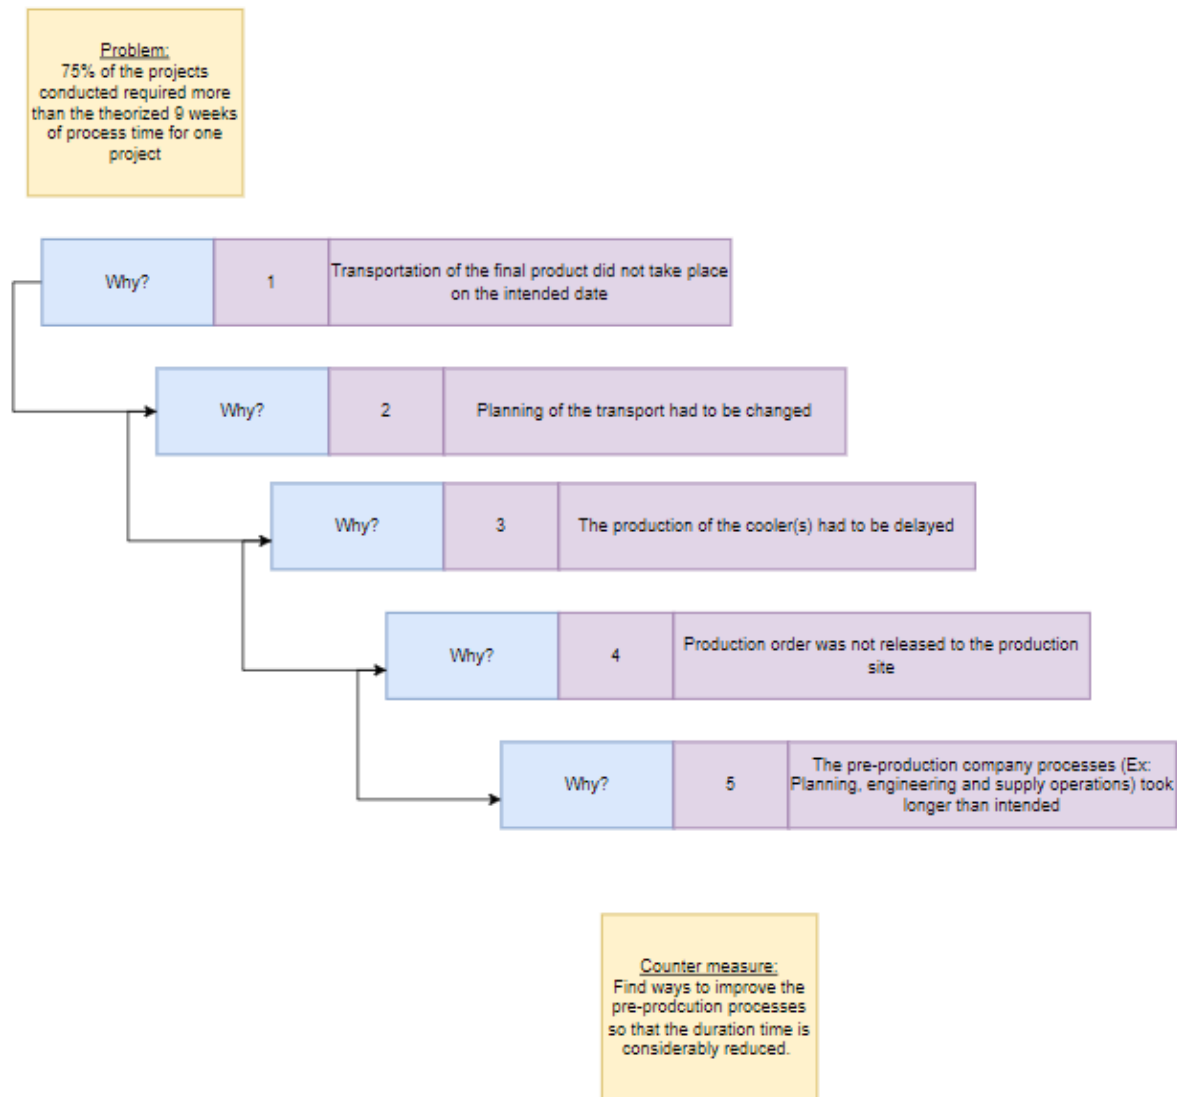 Problem:
75% of the projects
conducted required more
than the theorized 9 weeks
of process time for one
project
Why?
1
Transportation of the final product did not take place
on the intended date
Why?
2
Planning of the transport had to be changed
Why?
3
The production of the cooler(s) had to be delayed
Why?
4
Production order was not released to the production
site
Why?
5
The pre-production company processes (Ex:
Planning, engineering and supply operations) took
longer than intended
Counter measure:
Find ways to improve the
pre-prodcution processes
so that the duration time is
considerably reduced.